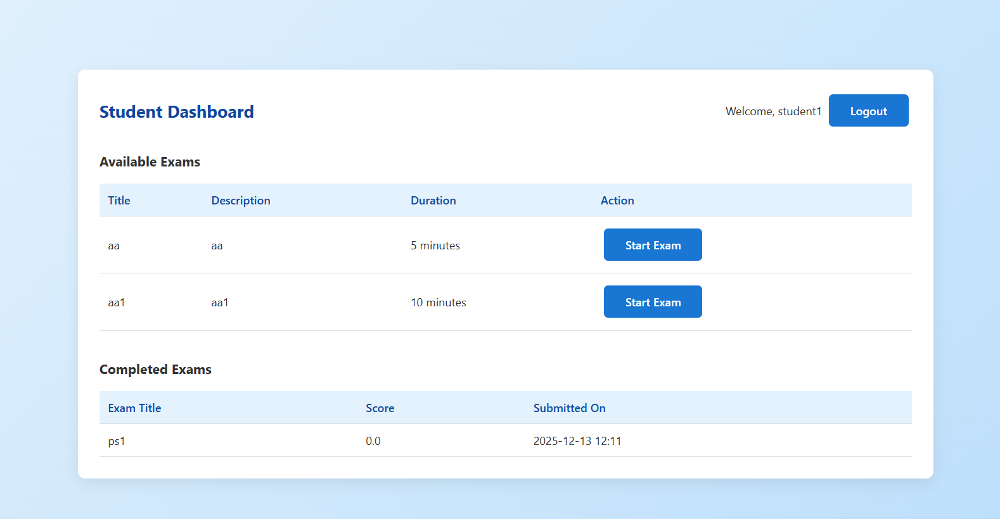 Student Dashboard
Welcome, student1 Logout
Available Exams
Title Description Duration Action
aa aa 5 minutes Start Exam
aa1 aa1 10 minutes Start Exam
Completed Exams
Exam Title Score Submitted On
ps1 0.0 2025-12-13 12:11